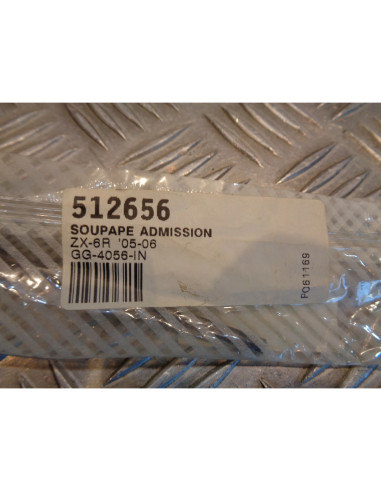 512656
SOUPAPE ADMISSION
ZX-6R '05-06
GG-4056-IN
P061169